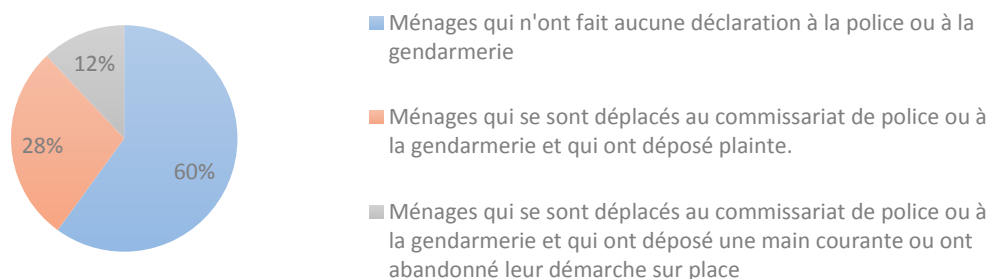 Ménages qui n'ont fait aucune déclaration à la police ou à la
gendarmerie
12%
28%
60%
Ménages qui se sont déplacés au commissariat de police ou à
la gendarmerie et qui ont déposé plainte.
Ménages qui se sont déplacés au commissariat de police ou à
la gendarmerie et qui ont déposé une main courante ou ont
abandonné leur démarche sur place